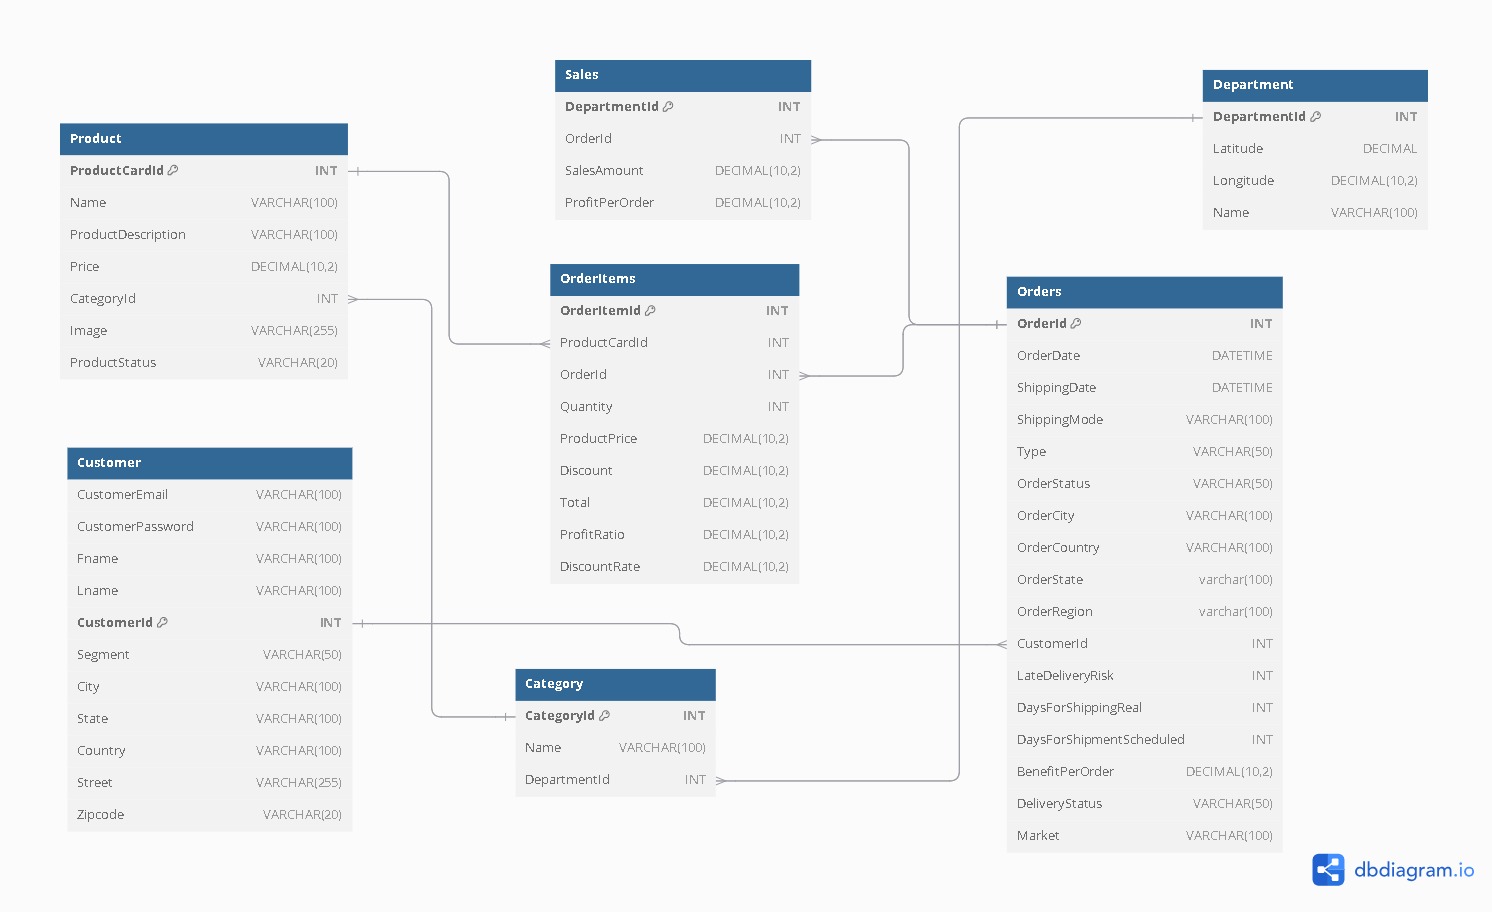 Sales
DepartmentId INT
OrderId INT
SalesAmount DECIMAL(10,2)
ProfitPerOrder DECIMAL(10,2)
Department
DepartmentId INT
Latitude DECIMAL
Longitude DECIMAL(10,2)
Name VARCHAR(100)
Product
ProductCardId INT
Name VARCHAR(100)
ProductDescription VARCHAR(100)
Price DECIMAL(10,2)
CategoryId INT
Image VARCHAR(255)
ProductStatus VARCHAR(20)
OrderItems
OrderItemId INT
ProductCardId INT
OrderId INT
Quantity INT
ProductPrice DECIMAL(10,2)
Discount DECIMAL(10,2)
Total DECIMAL(10,2)
ProfitRatio DECIMAL(10,2)
DiscountRate DECIMAL(10,2)
Orders
OrderId INT
OrderDate DATETIME
ShippingDate DATETIME
ShippingMode VARCHAR(100)
Type VARCHAR(50)
OrderStatus VARCHAR(50)
OrderCity VARCHAR(100)
OrderCountry VARCHAR(100)
OrderState varchar(100)
OrderRegion varchar(100)
CustomerId INT
LateDeliveryRisk INT
DaysForShippingReal INT
DaysForShipmentScheduled INT
BenefitPerOrder DECIMAL(10,2)
DeliveryStatus VARCHAR(50)
Market VARCHAR(100)
Customer
CustomerEmail VARCHAR(100)
CustomerPassword VARCHAR(100)
Fname VARCHAR(100)
Lname VARCHAR(100)
CustomerId INT
Segment VARCHAR(50)
City VARCHAR(100)
State VARCHAR(100)
Country VARCHAR(100)
Street VARCHAR(255)
Zipcode VARCHAR(20)
Category
CategoryId INT
Name VARCHAR(100)
DepartmentId INT
dbdiagram.io